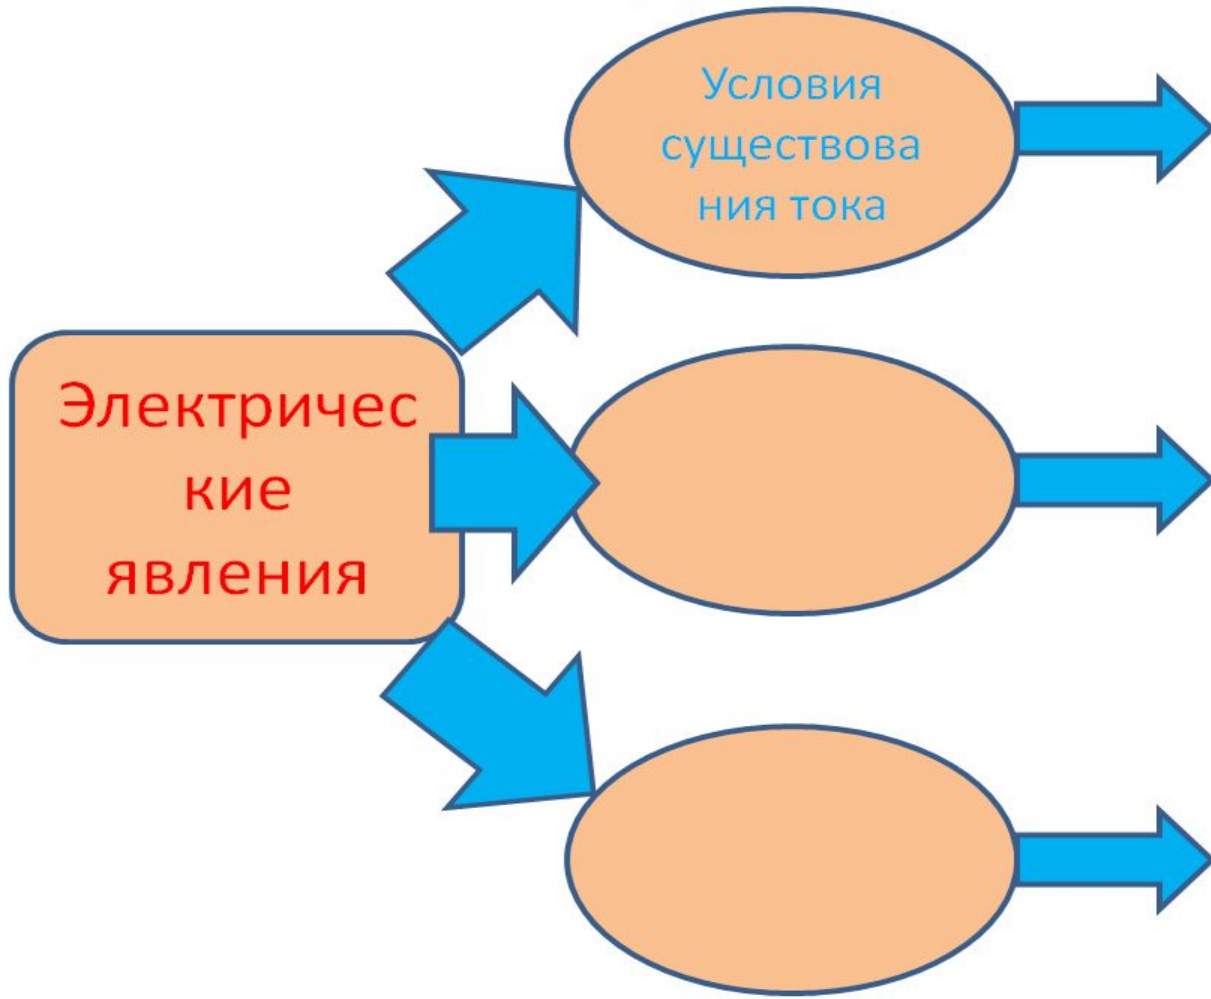 Условия
существова
ния тока
Электричес
кие
явления